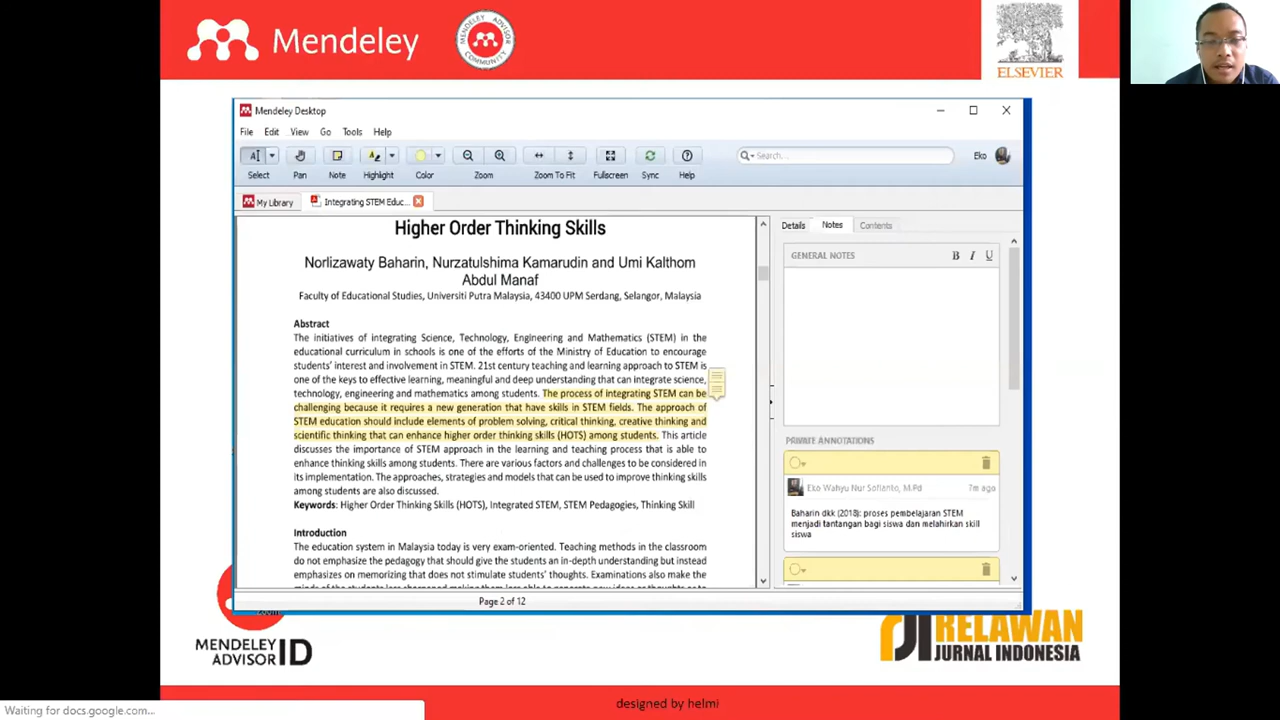 Mendeley
MENDELEY ADVISOR
COMMUNITY
ELSEVIER
Mendeley Desktop
File Edit View Go Tools Help
Select Pan Note Highlight Color Zoom Zoom To Fit Fullscreen Sync Help
Search...
Eko
My Library
Integrating STEM Educ...
Higher Order Thinking Skills
Norlizawaty Baharin, Nurzatulshima Kamarudin and Umi Kalthom
Abdul Manaf
Faculty of Educational Studies, Universiti Putra Malaysia, 43400 UPM Serdang, Selangor, Malaysia
Abstract
The initiatives of integrating Science, Technology, Engineering and Mathematics (STEM) in the
educational curriculum in schools is one of the efforts of the Ministry of Education to encourage
students' interest and involvement in STEM. 21st century teaching and learning approach to STEM is
one of the keys to effective learning, meaningful and deep understanding that can integrate science,
technology, engineering and mathematics among students. The process of integrating STEM can be
challenging because it requires a new generation that have skills in STEM fields. The approach of
STEM education should include elements of problem solving, critical thinking, creative thinking and
scientific thinking that can enhance higher order thinking skills (HOTS) among students. This article
discusses the importance of STEM approach in the learning and teaching process that is able to
enhance thinking skills among students. There are various factors and challenges to be considered in
its implementation. The approaches, strategies and models that can be used to improve thinking skills
among students are also discussed.
Keywords: Higher Order Thinking Skills (HOTS), Integrated STEM, STEM Pedagogies, Thinking Skill
Introduction
The education system in Malaysia today is very exam-oriented. Teaching methods in the classroom
do not emphasize the pedagogy that should give the students an in-depth understanding but instead
emphasizes on memorizing that does not stimulate students' thoughts. Examinations also make the
Page 2 of 12
Details Notes Contents
GENERAL NOTES B I U
PRIVATE ANNOTATIONS
Eko Wahyu Nur Sofianto, M.Pd 7m ago
Baharin dkk (2018): proses pembelajaran STEM
menjadi tantangan bagi siswa dan melahirkan skill
siswa
Zoom
MENDELEY
ADVISOR ID
RJI RELAWAN
JURNAL INDONESIA
designed by helmi
Waiting for docs.google.com...